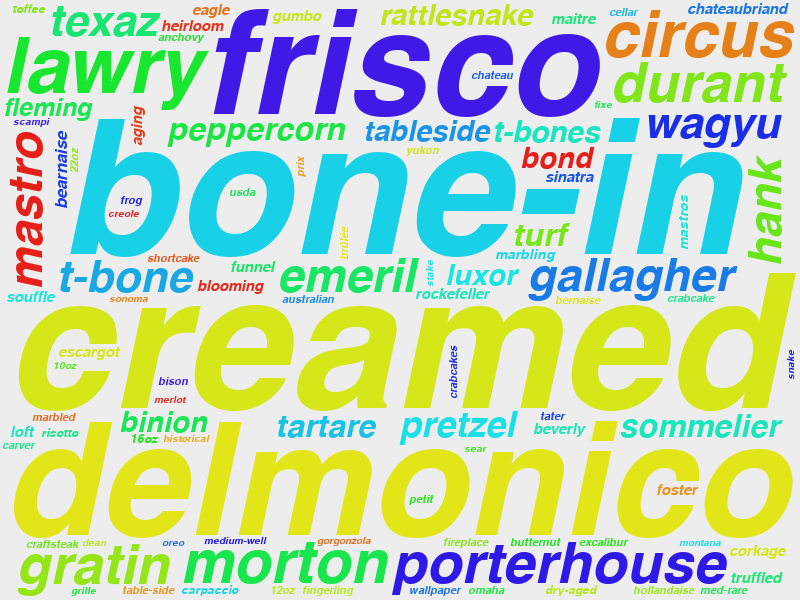 toffee texaz eagle heirloom anchovy gumbo rattlesnake maitre cellar chateaubriand
lawry frisco circus
chateau durant
fleming fixe
scampi aging peppercorn tableside t-bones wagyu
mastro bearnaise 22oz bone-in yukon bond sinatra hank
frog creole usda prix brulee turf mastros
shortcake marbling
souffle t-bone sonoma blooming funnel emeril australian stake luxor rockefeller gallagher bernaise crabcake
creamed
escargot 10oz bison merlot crabcakes snake
marbled loft risotto carver binion 16oz historical tartare pretzel sear tater beverly sommelier
delmonico
petit foster
craftsteak dean oreo medium-well gorgonzola fireplace butternut excalibur montana corkage
gratin morton porterhouse truffled
grille table-side carpaccio 12oz fingerling wallpaper omaha dry-aged hollandaise med-rare